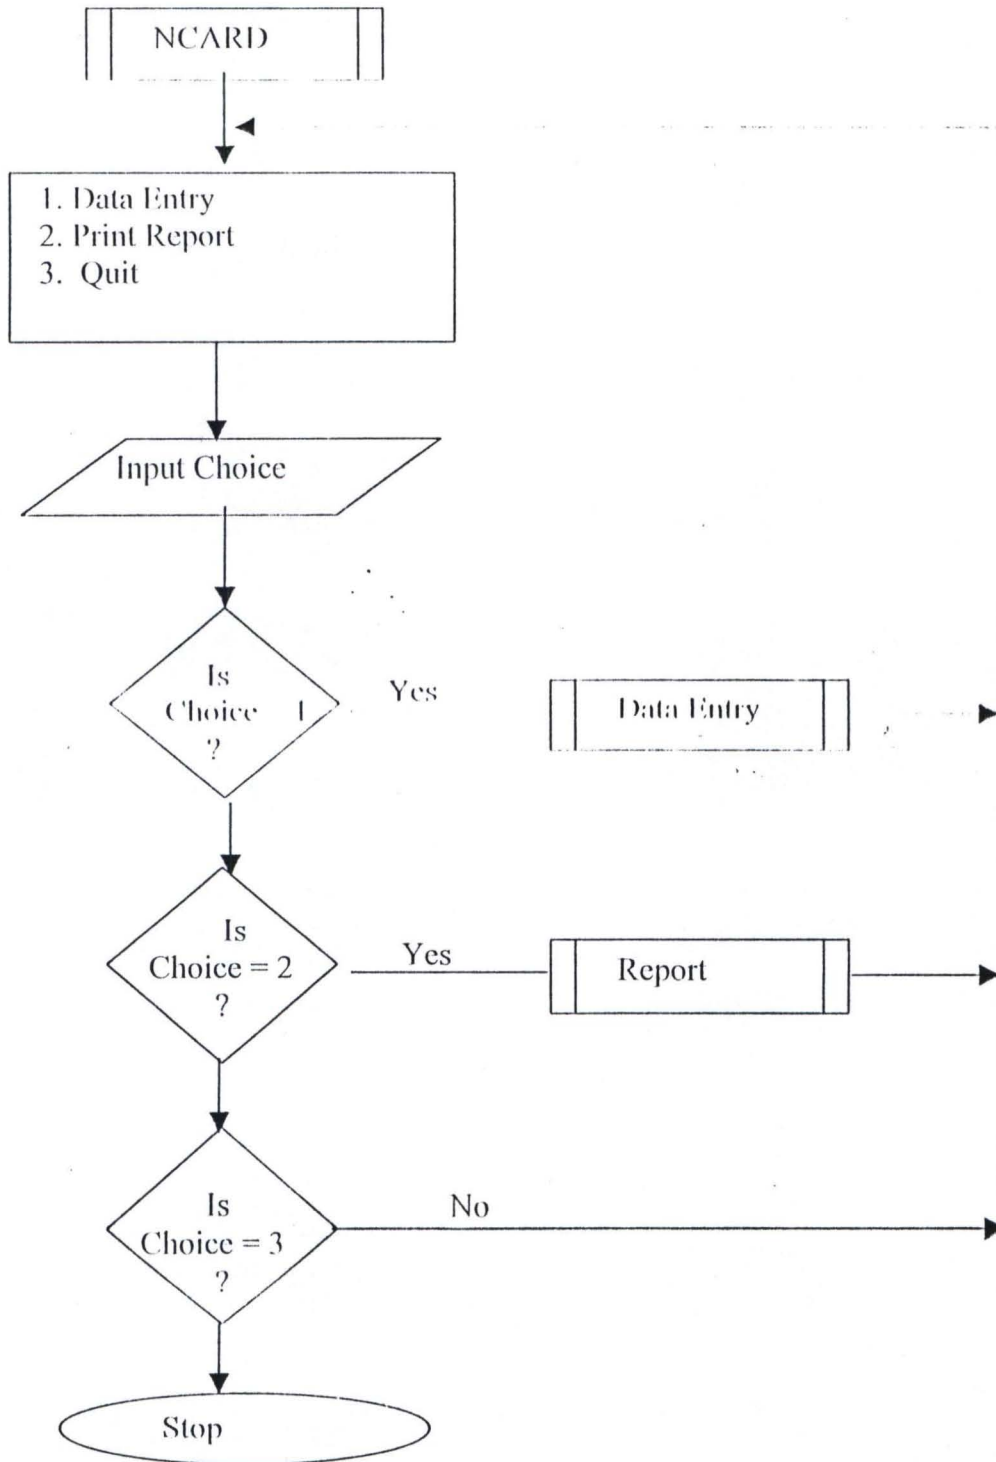 NCARD
1. Data Entry
2. Print Report
3. Quit
Input Choice
Is
Choice 1
?
Yes
Data Entry
Is
Choice = 2
?
Yes
Report
Is
Choice = 3
?
No
Stop